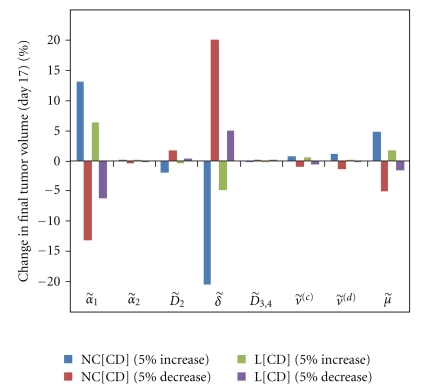 Change in final tumor volume (day 17) (%)
20
15
10
5
0
−5
−10
−15
−20
α̃₁ α̃₂ D̃₂ δ̃ D̃₃,₄ ṽ⁽ᶜ⁾ ṽ⁽ᵈ⁾ μ̃
NC[CD] (5% increase) L[CD] (5% increase)
NC[CD] (5% decrease) L[CD] (5% decrease)